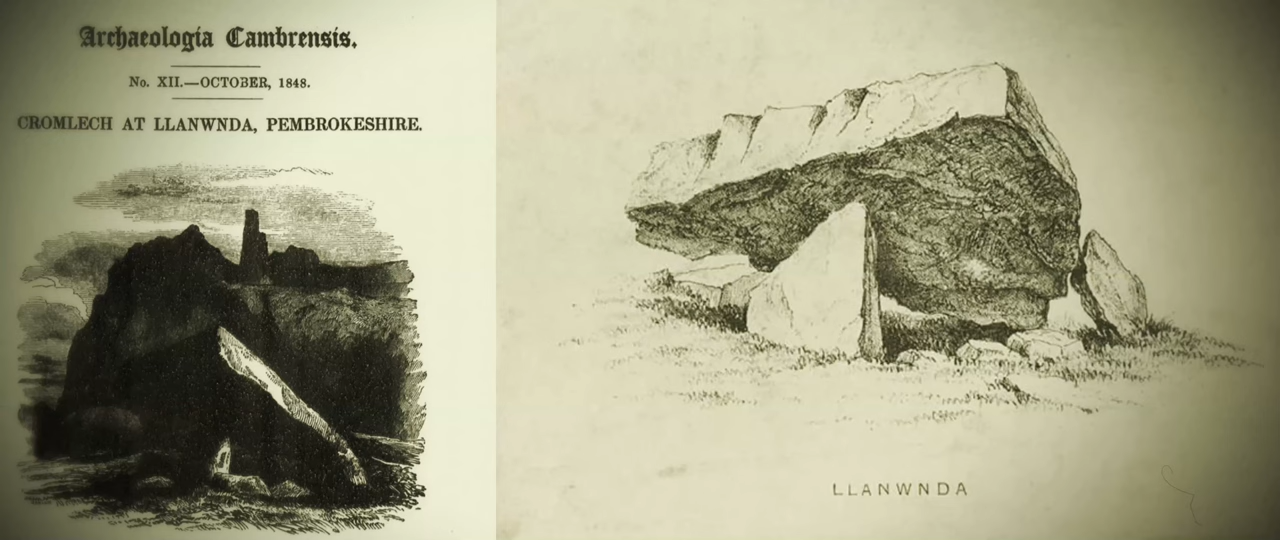 Archaeologia Cambrensis.
No. XII.—OCTOBER, 1848.
CROMLECH AT LLANWNDA, PEMBROKESHIRE.
LLANWNDA